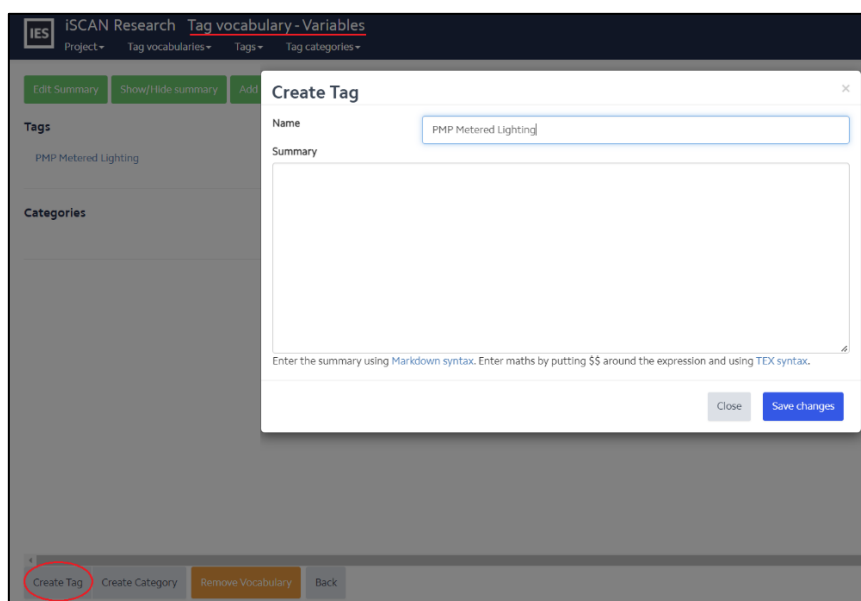 IES
iSCAN Research Tag vocabulary - Variables
Project Tag vocabularies Tags Tag categories
Edit Summary Show/Hide summary Add
Create Tag ×
Tags
Name PMP Metered Lighting
Summary
PMP Metered Lighting
Categories
Enter the summary using Markdown syntax. Enter maths by putting $$ around the expression and using TEX syntax.
Close Save changes
Create Tag Create Category Remove Vocabulary Back